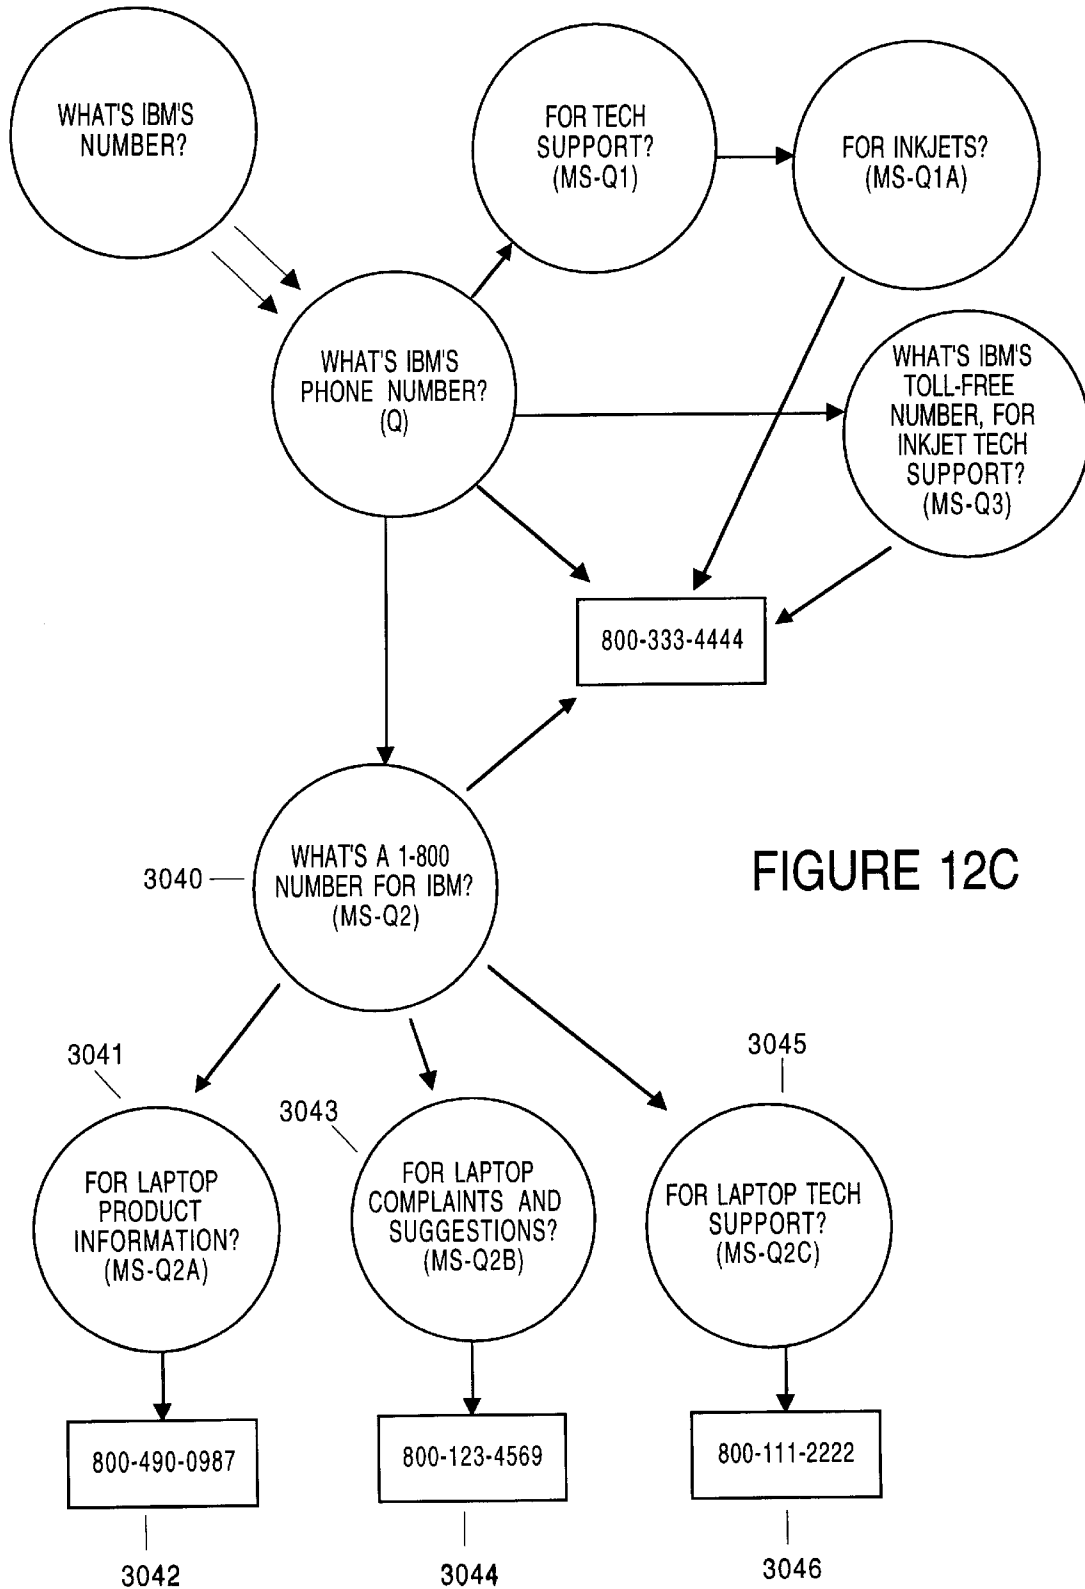 WHAT'S IBM'S
NUMBER?
FOR TECH
SUPPORT?
(MS-Q1)
FOR INKJETS?
(MS-Q1A)
WHAT'S IBM'S
PHONE NUMBER?
(Q)
WHAT'S IBM'S
TOLL-FREE
NUMBER, FOR
INKJET TECH
SUPPORT?
(MS-Q3)
800-333-4444
3040
WHAT'S A 1-800
NUMBER FOR IBM?
(MS-Q2)
FIGURE 12C
3041
3043
3045
FOR LAPTOP
PRODUCT
INFORMATION?
(MS-Q2A)
FOR LAPTOP
COMPLAINTS AND
SUGGESTIONS?
(MS-Q2B)
FOR LAPTOP TECH
SUPPORT?
(MS-Q2C)
800-490-0987
800-123-4569
800-111-2222
3042
3044
3046